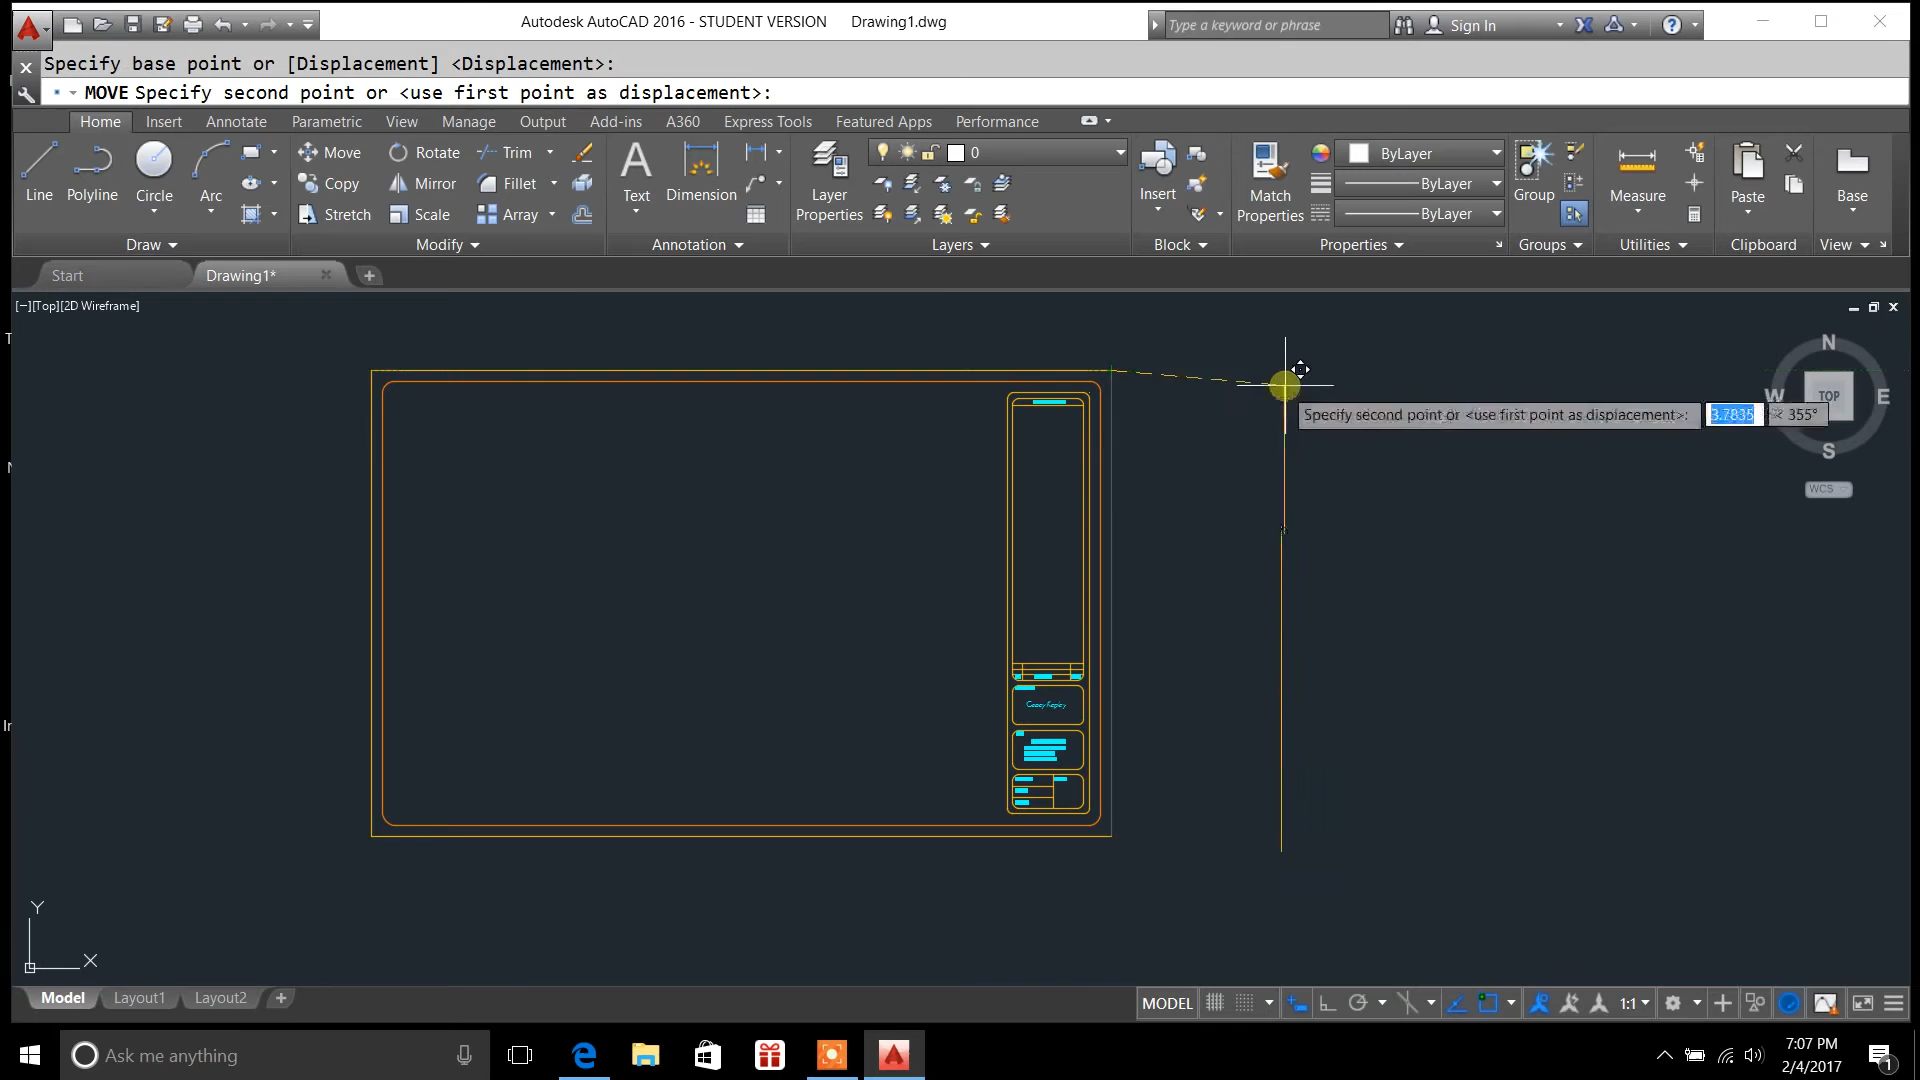 Autodesk AutoCAD 2016 - STUDENT VERSION Drawing1.dwg
Type a keyword or phrase
Sign In
Specify base point or [Displacement] <Displacement>:
MOVE Specify second point or <use first point as displacement>:
Home Insert Annotate Parametric View Manage Output Add-ins A360 Express Tools Featured Apps Performance
Move Rotate Trim
Copy Mirror Fillet
Stretch Scale Array
Line Polyline Circle Arc
Text Dimension
Layer Properties
0
Insert
Match Properties
ByLayer
ByLayer
ByLayer
Group
Measure
Paste
Base
Draw Modify Annotation Layers Block Properties Groups Utilities Clipboard View
Start Drawing1*
[−][Top][2D Wireframe]
N
W TOP E
S
WCS
Specify second point or <use first point as displacement>: 3.7835 < 355°
Y
X
Model Layout1 Layout2
MODEL
1:1
Ask me anything
7:07 PM
2/4/2017
1